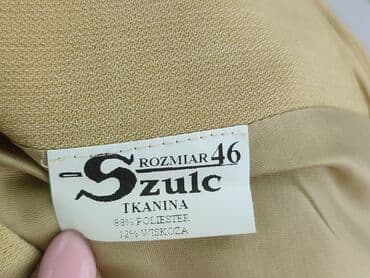 ROZMIAR 46
Szulc
TKANINA
88% POLIESTER
12% WISKOZA